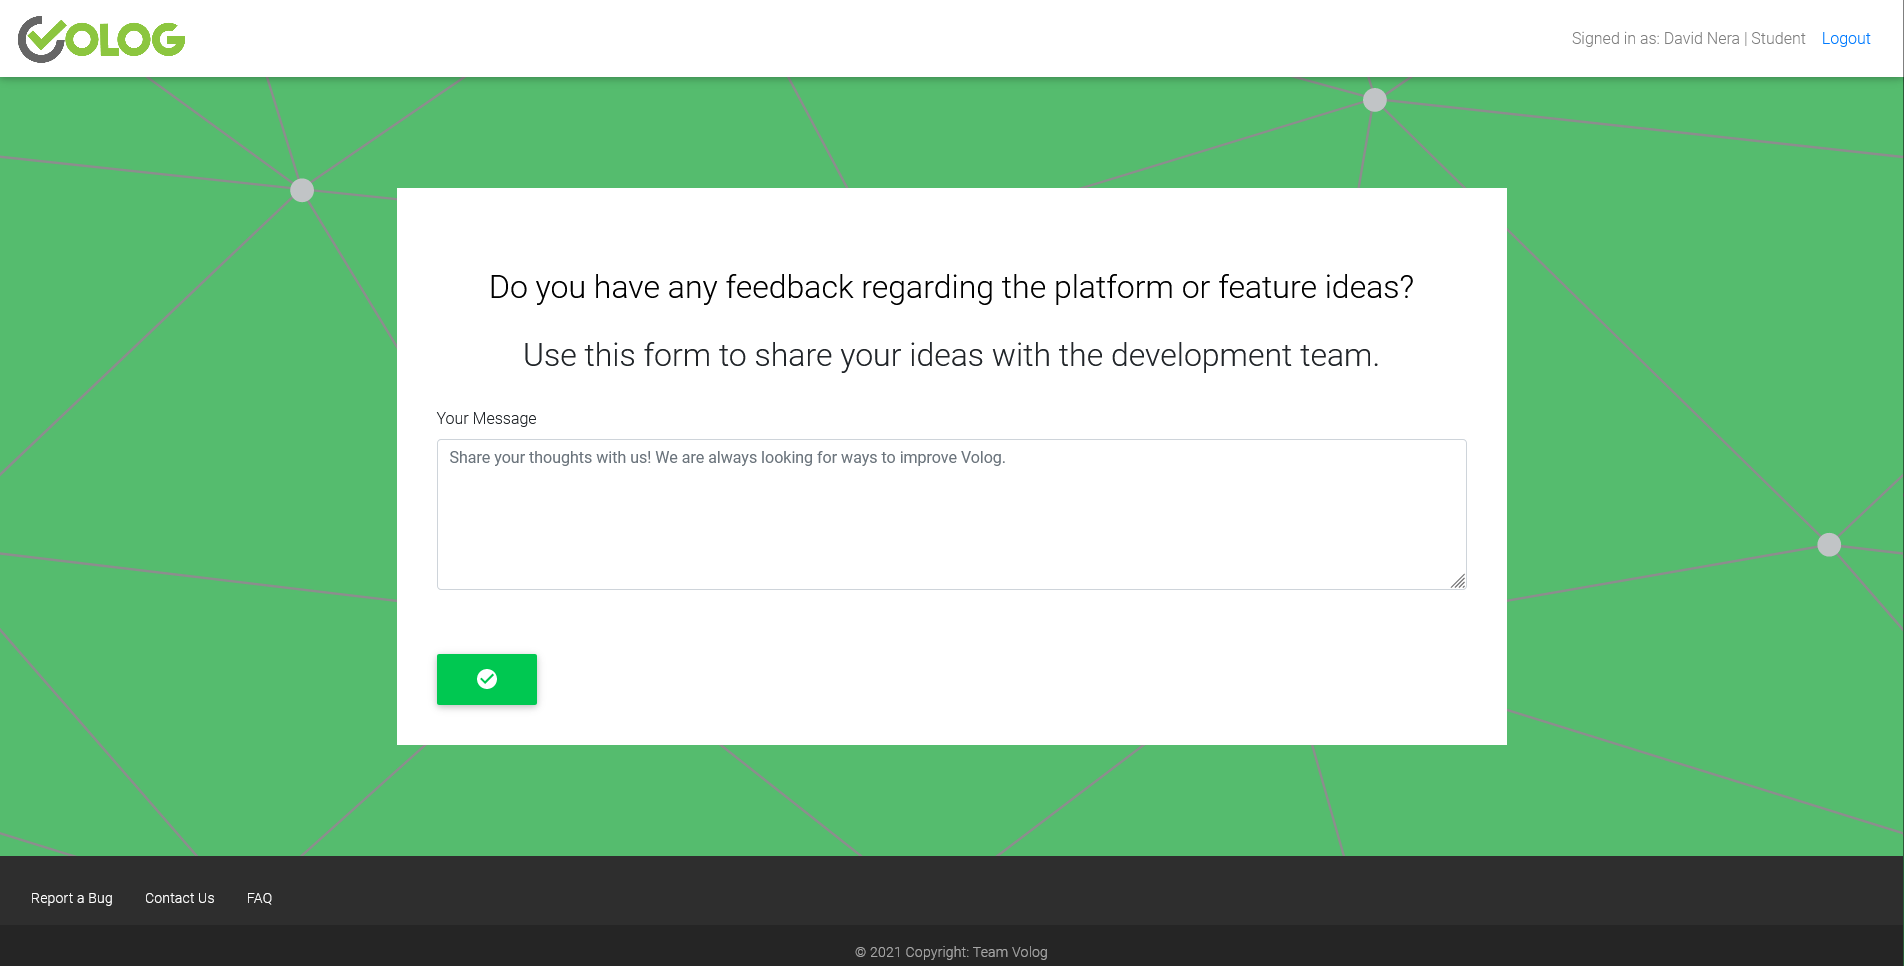 VOLOG
Signed in as: David Nera | Student Logout
Do you have any feedback regarding the platform or feature ideas?
Use this form to share your ideas with the development team.
Your Message
Share your thoughts with us! We are always looking for ways to improve Volog.
Report a Bug Contact Us FAQ
© 2021 Copyright: Team Volog